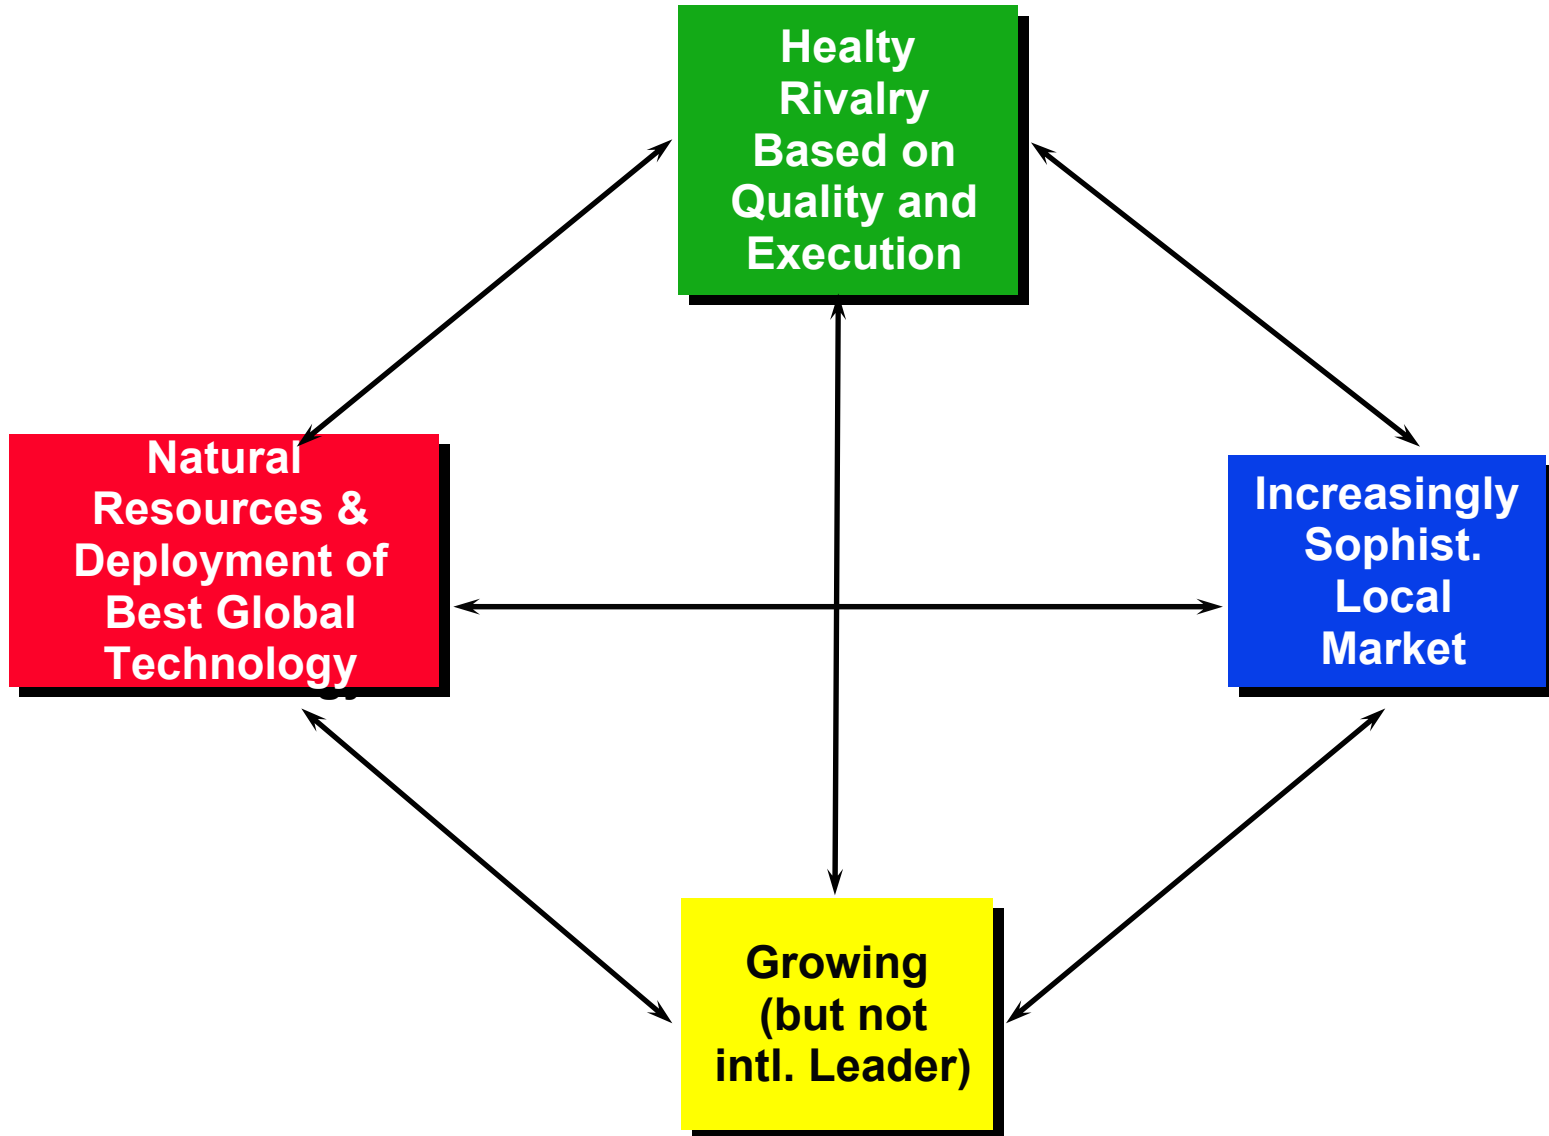 Healty
Rivalry
Based on
Quality and
Execution
Natural
Resources &
Deployment of
Best Global
Technology
Increasingly
Sophist.
Local
Market
Growing
(but not
intl. Leader)